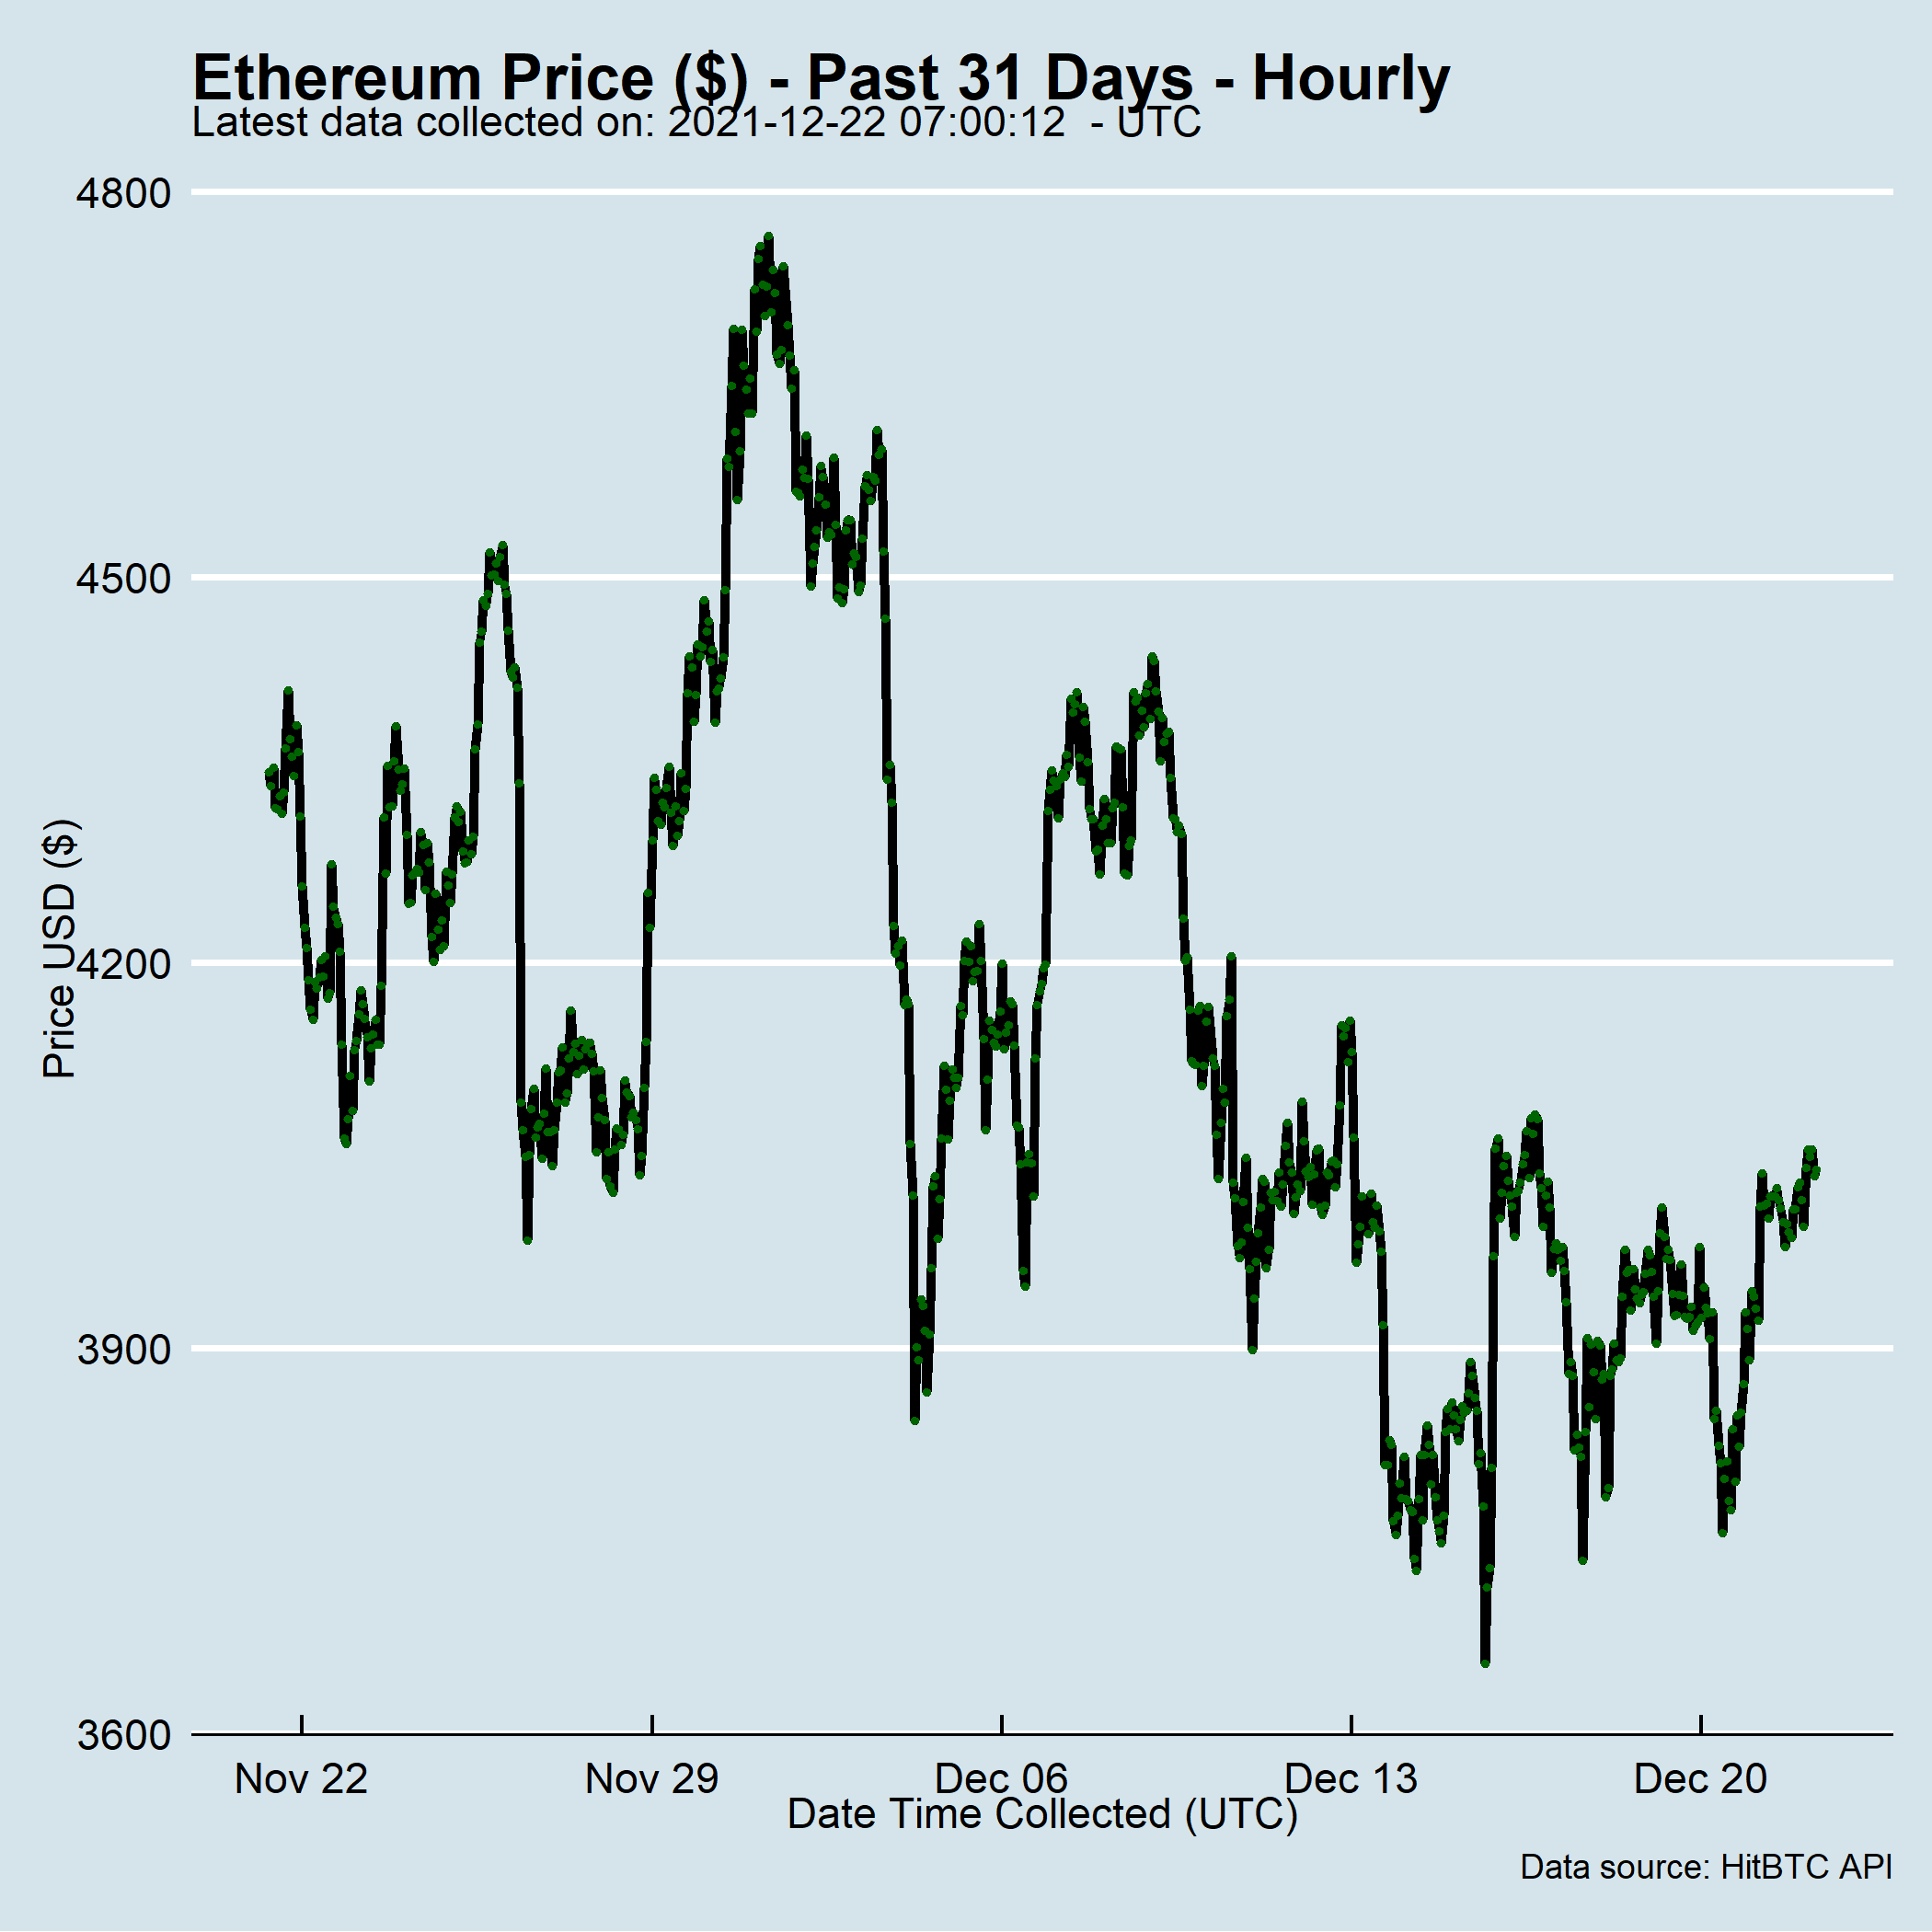 Ethereum Price ($) - Past 31 Days - Hourly
Latest data collected on: 2021-12-22 07:00:12  - UTC
4800
4500
4200
3900
3600
Price USD ($)
Nov 22
Nov 29
Dec 06
Dec 13
Dec 20
Date Time Collected (UTC)
Data source: HitBTC API